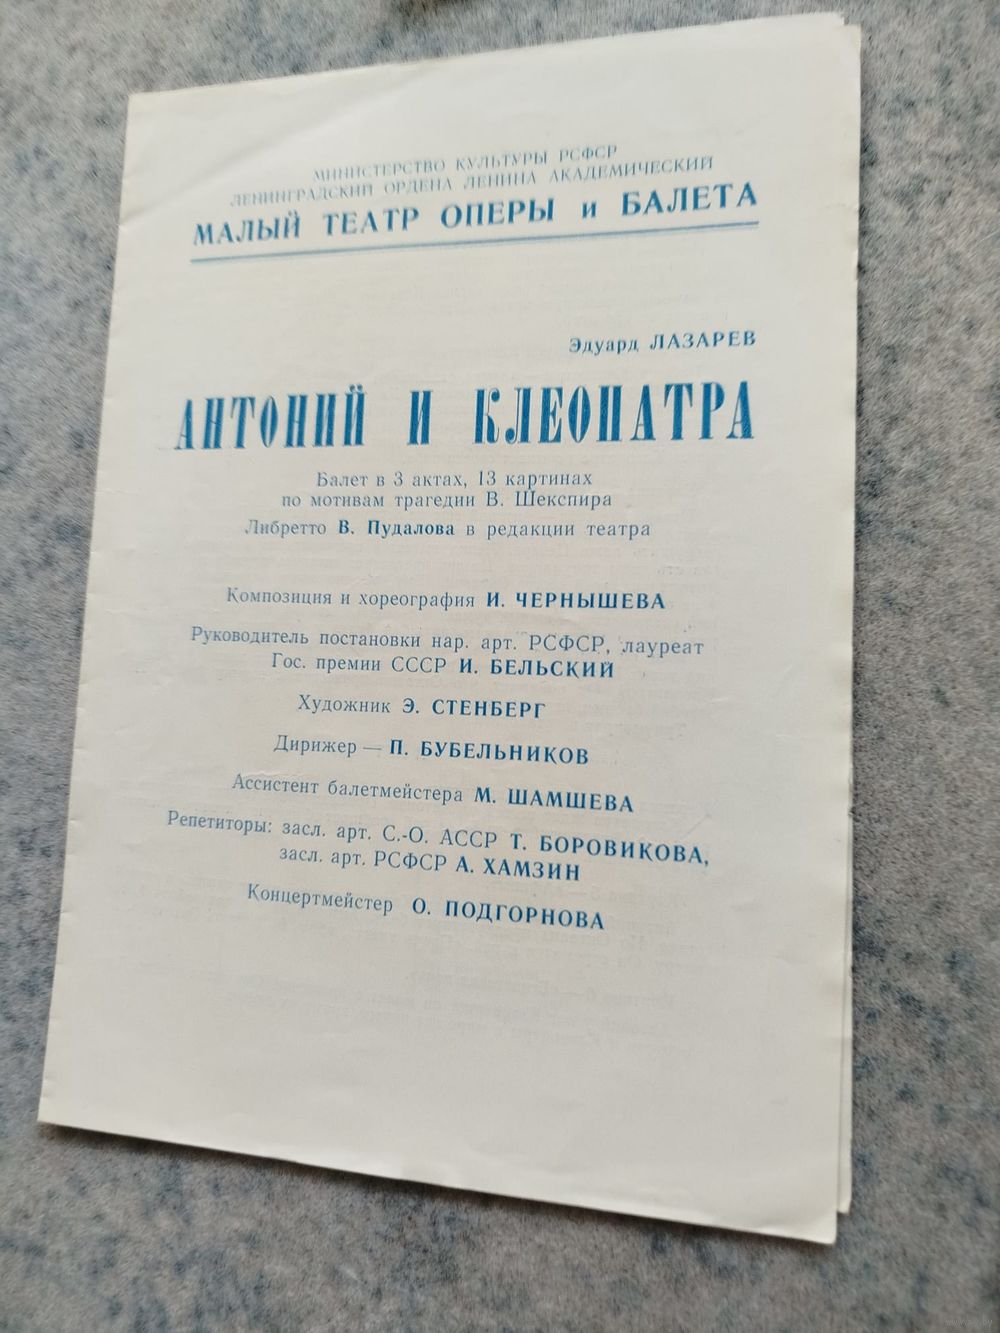 МИНИСТЕРСТВО КУЛЬТУРЫ РСФСР
ЛЕНИНГРАДСКИЙ ОРДЕНА ЛЕНИНА АКАДЕМИЧЕСКИЙ
МАЛЫЙ ТЕАТР ОПЕРЫ и БАЛЕТА
Эдуард ЛАЗАРЕВ
АНТОНИЙ И КЛЕОПАТРА
Балет в 3 актах, 13 картинах
по мотивам трагедии В. Шекспира
Либретто В. Пудалова в редакции театра
Композиция и хореография И. ЧЕРНЫШЕВА
Руководитель постановки нар. арт. РСФСР, лауреат
Гос. премии СССР И. БЕЛЬСКИЙ
Художник Э. СТЕНБЕРГ
Дирижер — П. БУБЕЛЬНИКОВ
Ассистент балетмейстера М. ШАМШЕВА
Репетиторы: засл. арт. С.-О. АССР Т. БОРОВИКОВА,
засл. арт. РСФСР А. ХАМЗИН
Концертмейстер О. ПОДГОРНОВА